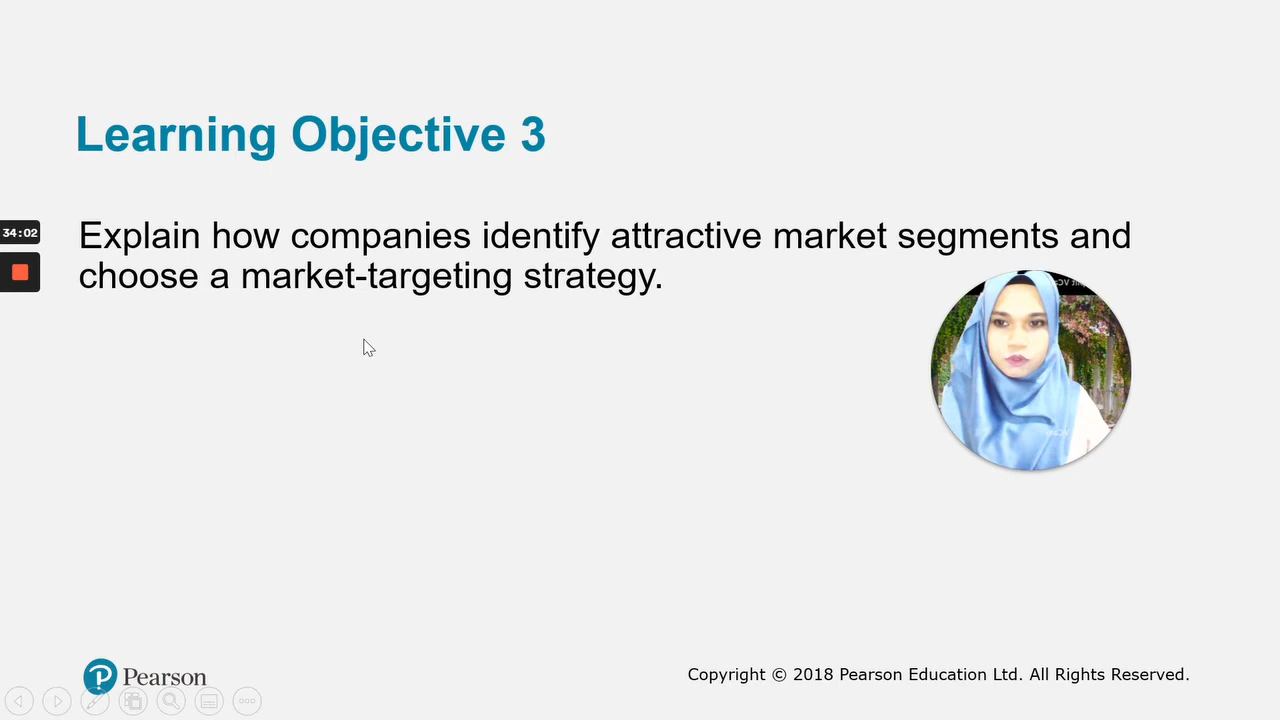 Learning Objective 3
Explain how companies identify attractive market segments and
choose a market-targeting strategy.
34:02
Pearson
Copyright © 2018 Pearson Education Ltd. All Rights Reserved.